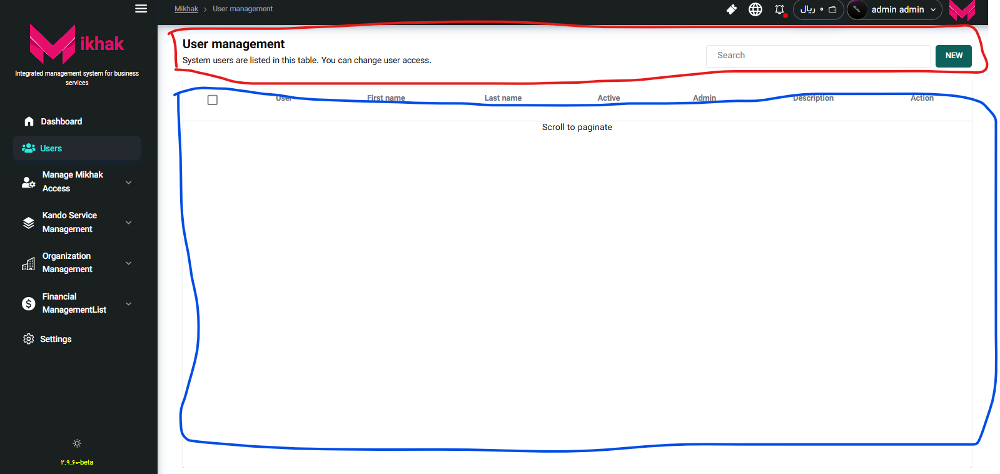 Mikhak > User management
ریال ۰
admin admin
ikhak
Integrated management system for business
services
Dashboard
Users
Manage Mikhak
Access
Kando Service
Management
Organization
Management
Financial
ManagementList
Settings
۲.۹.۶۰-beta
User management
System users are listed in this table. You can change user access.
Search
NEW
User First name Last name Active Admin Description Action
Scroll to paginate